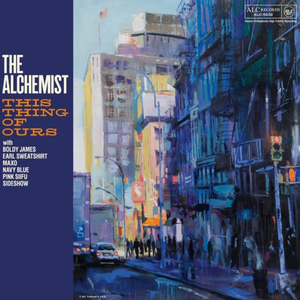 THE
ALCHEMIST
THIS
THING
OF
OURS
with
BOLDY JAMES
EARL SWEATSHIRT
MAXO
NAVY BLUE
PINK SIIFU
SIDESHOW
ALC RECORDS